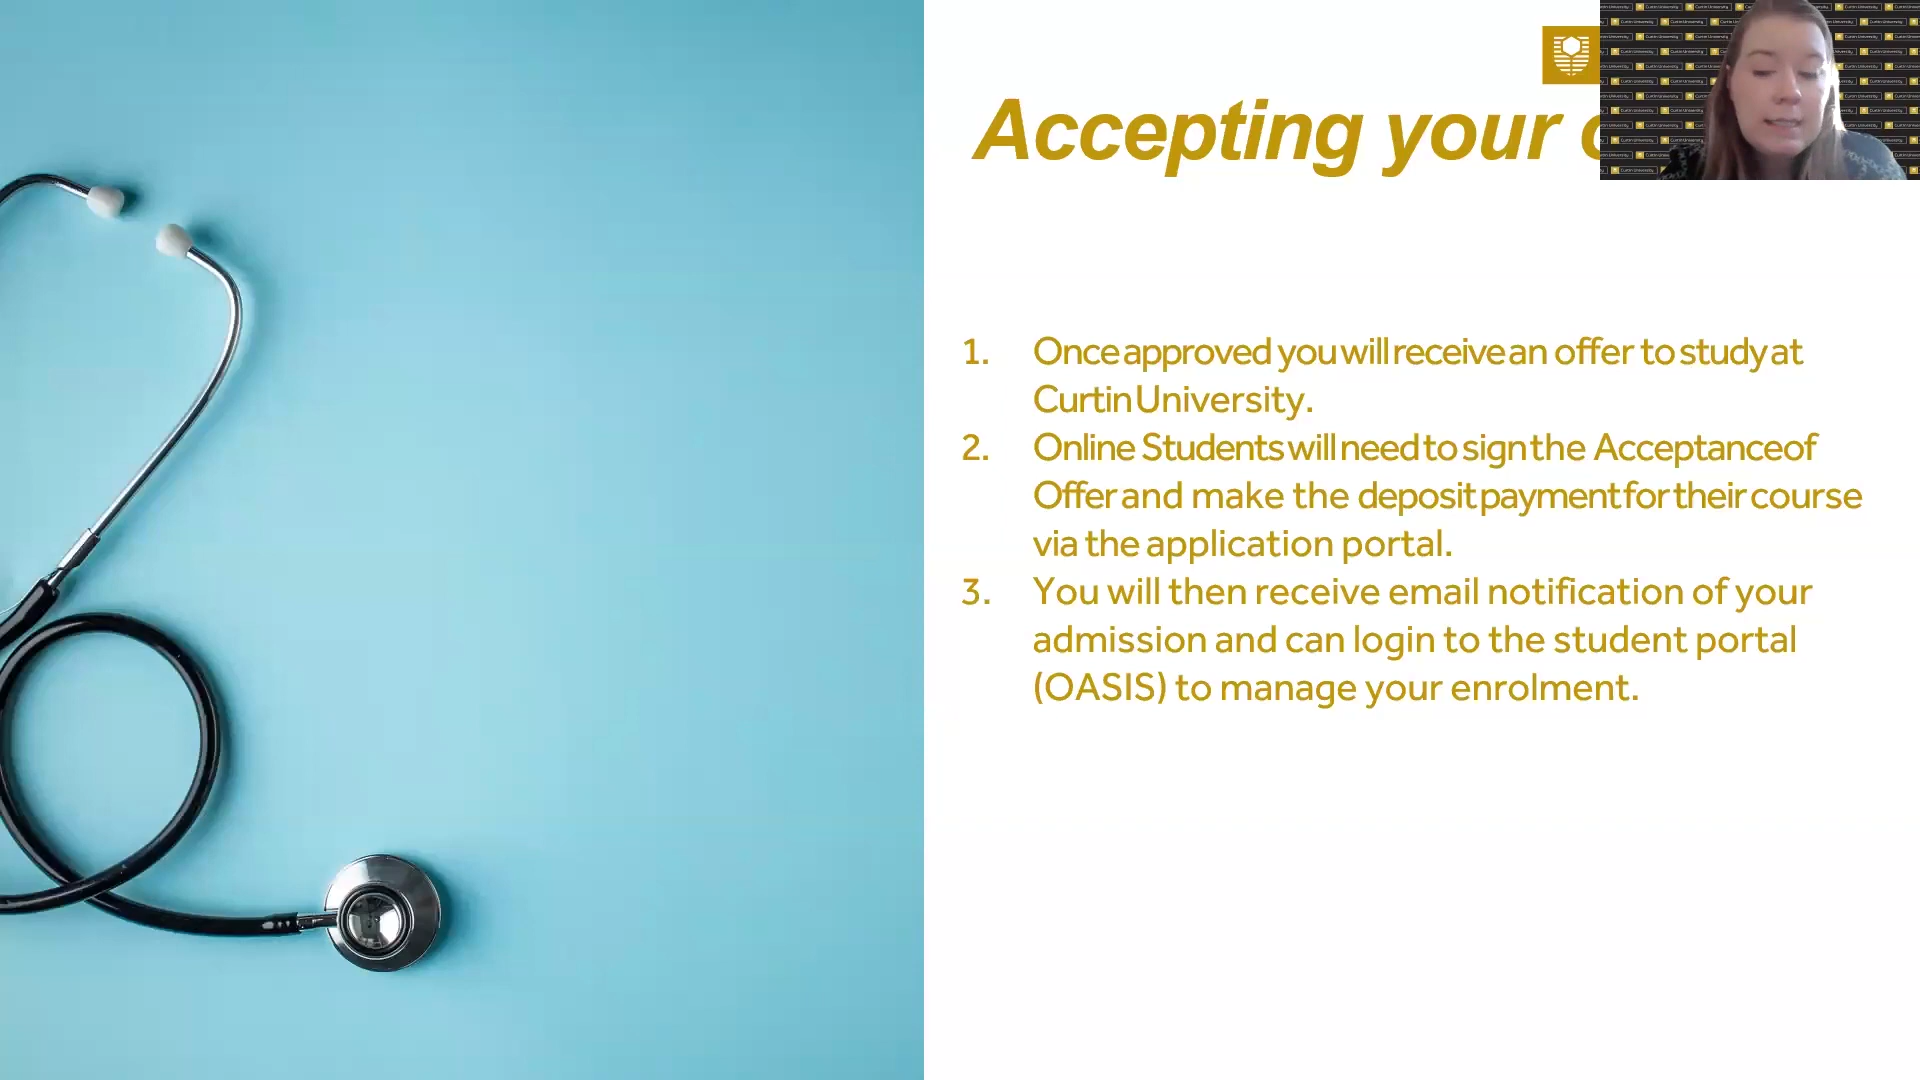 Accepting your
1. Once approved you will receive an offer to study at
Curtin University.
2. Online Students will need to sign the Acceptance of
Offer and make the deposit payment for their course
via the application portal.
3. You will then receive email notification of your
admission and can login to the student portal
(OASIS) to manage your enrolment.
Curtin University